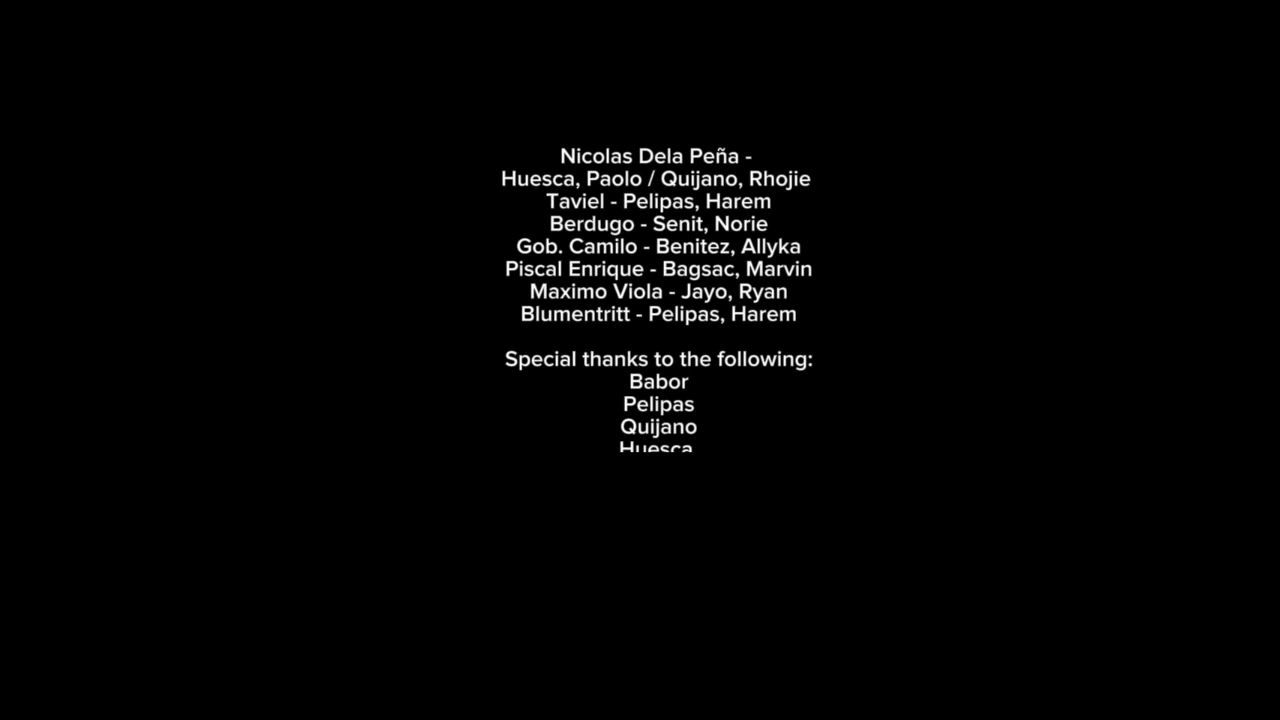 Nicolas Dela Peña -
Huesca, Paolo / Quijano, Rhojie
Taviel - Pelipas, Harem
Berdugo - Senit, Norie
Gob. Camilo - Benitez, Allyka
Piscal Enrique - Bagsac, Marvin
Maximo Viola - Jayo, Ryan
Blumentritt - Pelipas, Harem
Special thanks to the following:
Babor
Pelipas
Quijano
Huesca